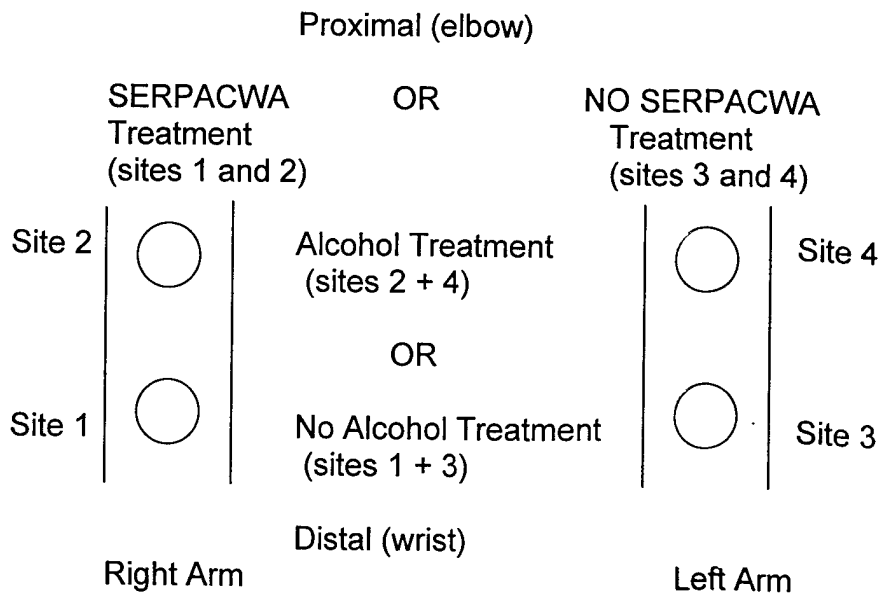 Proximal (elbow)
SERPACWA
Treatment
(sites 1 and 2)
OR
NO SERPACWA
Treatment
(sites 3 and 4)
Site 2
Alcohol Treatment
(sites 2 + 4)
Site 4
OR
Site 1
No Alcohol Treatment
(sites 1 + 3)
Site 3
Distal (wrist)
Right Arm
Left Arm